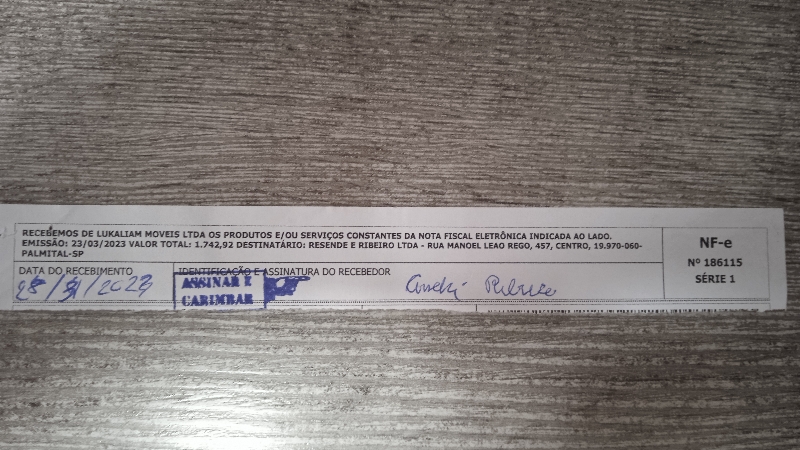 RECEBEMOS DE LUKALIAM MOVEIS LTDA OS PRODUTOS E/OU SERVIÇOS CONSTANTES DA NOTA FISCAL ELETRÔNICA INDICADA AO LADO.
EMISSÃO: 23/03/2023 VALOR TOTAL: 1.742,92 DESTINATÁRIO: RESENDE E RIBEIRO LTDA - RUA MANOEL LEAO REGO, 457, CENTRO, 19.970-060-
PALMITAL-SP
NF-e
Nº 186115
SÉRIE 1
DATA DO RECEBIMENTO
IDENTIFICAÇÃO E ASSINATURA DO RECEBEDOR
ASSINAR E
CARIMBAR